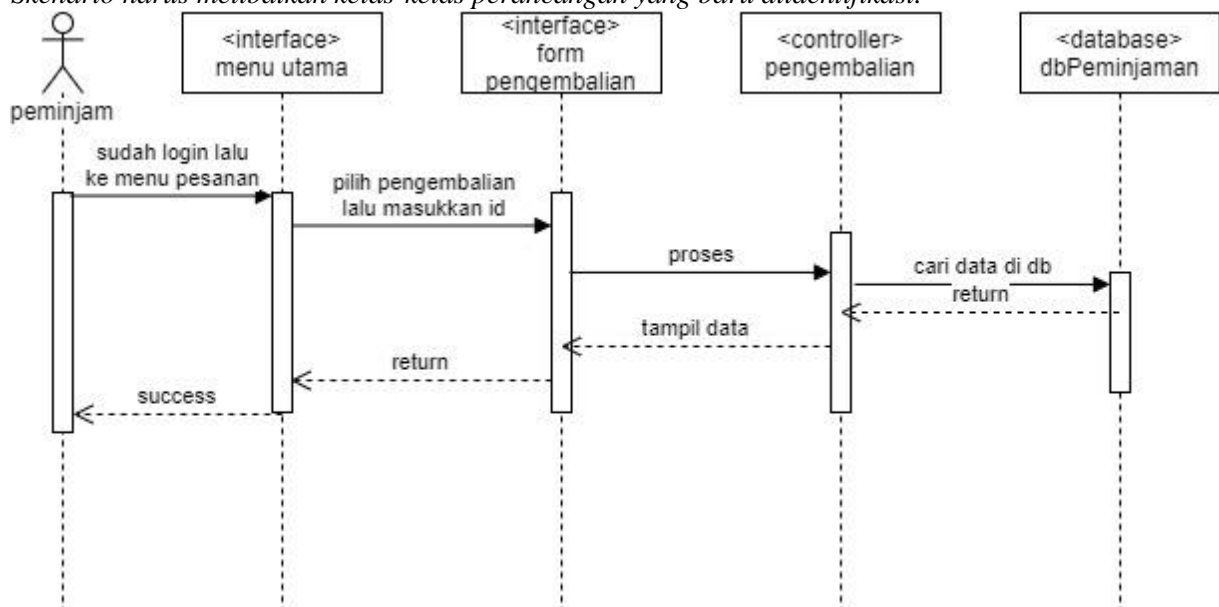 Skenario harus melibatkan kelas-kelas perancangan yang baru diidentifikasi.
<interface>
menu utama
<interface>
form
pengembalian
<controller>
pengembalian
<database>
dbPeminjaman
peminjam
sudah login lalu
ke menu pesanan
pilih pengembalian
lalu masukkan id
proses
cari data di db
return
tampil data
return
success